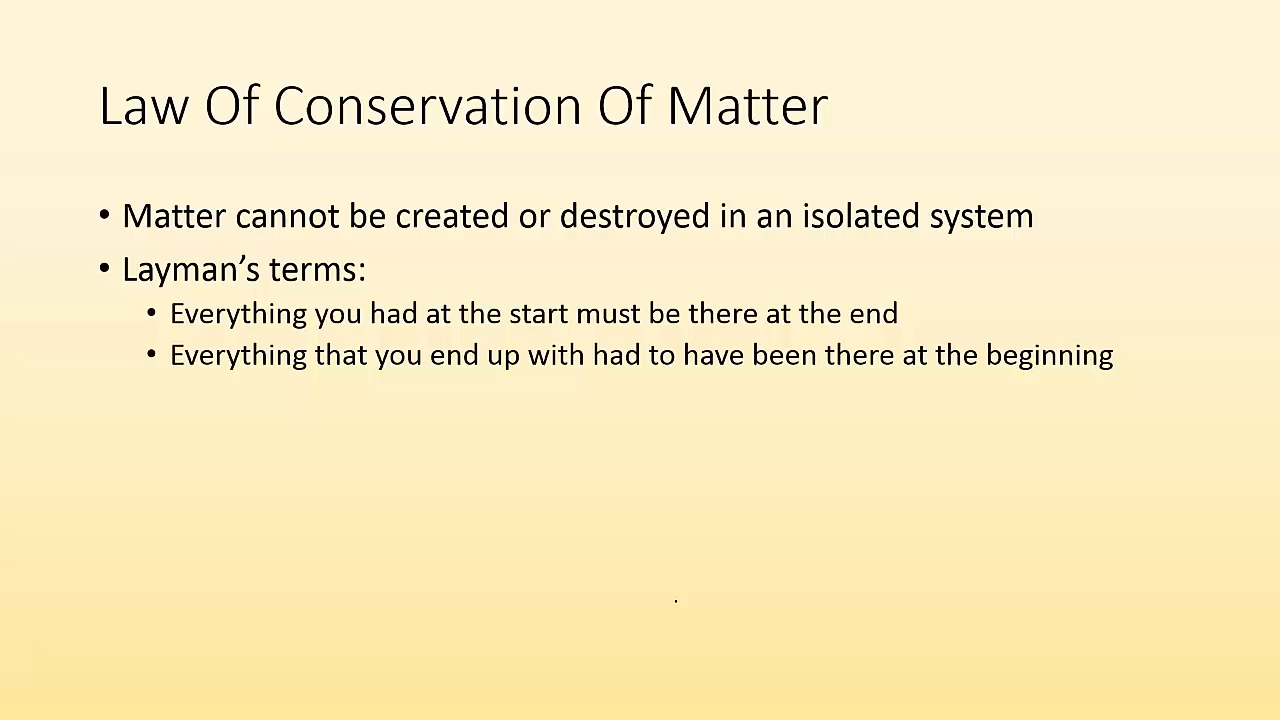 Law Of Conservation Of Matter
• Matter cannot be created or destroyed in an isolated system
• Layman’s terms:
• Everything you had at the start must be there at the end
• Everything that you end up with had to have been there at the beginning
.